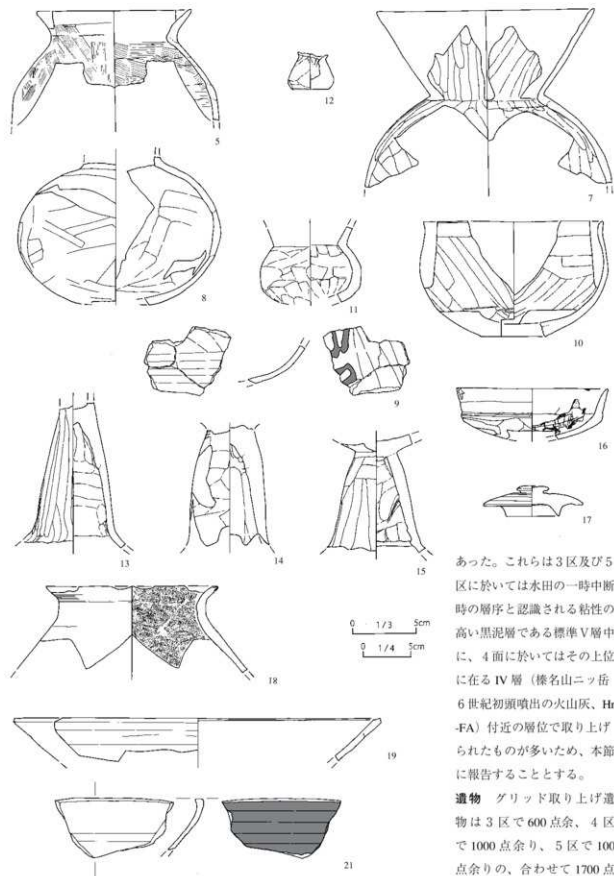 5
12
7
8
11
10
9
16
13
14
15
17
0 1/3 5cm
0 1/4 5cm
18
19
21
あった。これらは3区及び5
区に於いては水田の一時中断
時の層序と認識される粘性の
高い黒泥層である標準Ⅴ層中
に、4面に於いてはその上位
に在る IV 層（榛名山ニッ岳
6世紀初頭噴出の火山灰、Hr
-FA）付近の層位で取り上げ
られたものが多いため、本節
に報告することとする。
遺物　グリッド取り上げ遺
物は3区で600点余、4区
で1000点余り、5区で100
点余りの、合わせて1700点